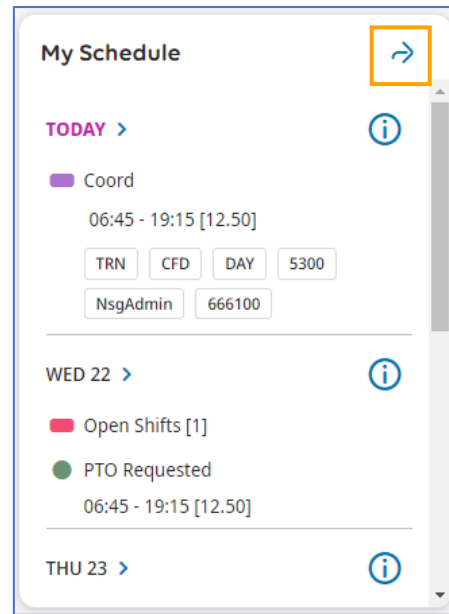 My Schedule
TODAY >
Coord
06:45 - 19:15 [12.50]
TRN CFD DAY 5300
NsgAdmin 666100
WED 22 >
Open Shifts [1]
PTO Requested
06:45 - 19:15 [12.50]
THU 23 >